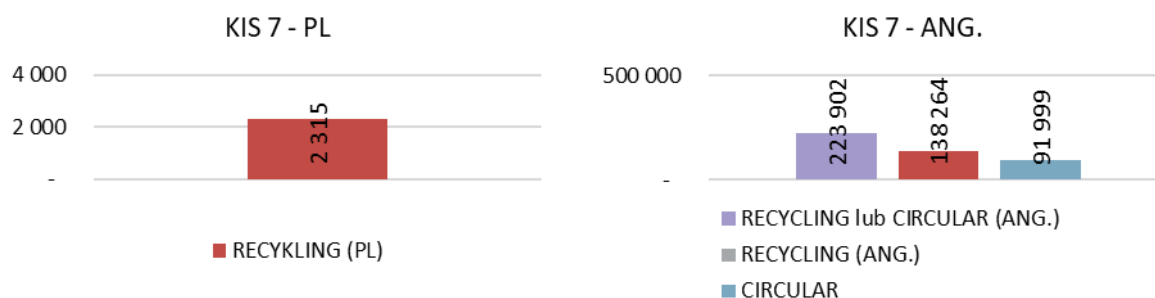 KIS 7 - PL
4 000
2 000
-
2 315
RECYKLING (PL)
KIS 7 - ANG.
500 000
-
223 902
138 264
91 999
RECYCLING lub CIRCULAR (ANG.)
RECYCLING (ANG.)
CIRCULAR